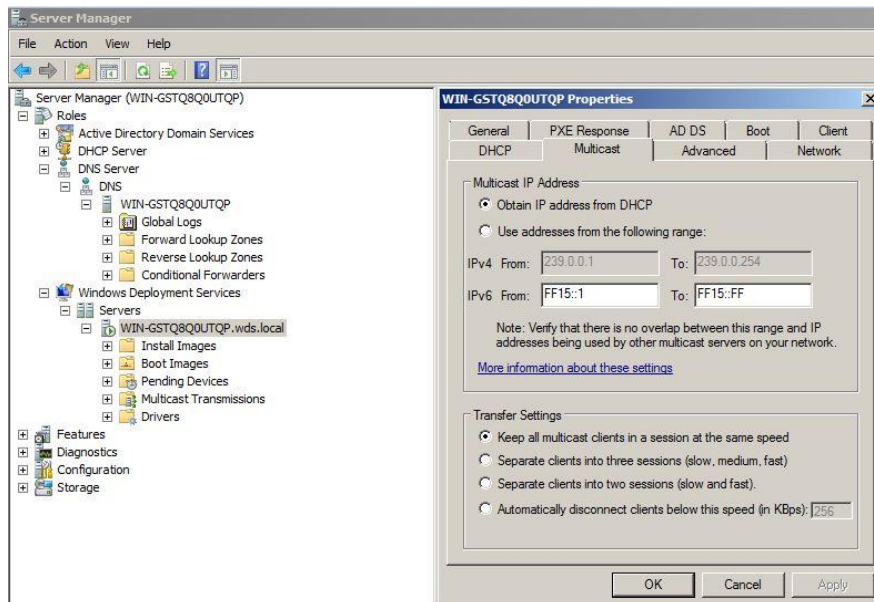 Server Manager
File Action View Help
Server Manager (WIN-GSTQ8Q0UTQP)
Roles
Active Directory Domain Services
DHCP Server
DNS Server
DNS
WIN-GSTQ8Q0UTQP
Global Logs
Forward Lookup Zones
Reverse Lookup Zones
Conditional Forwarders
Windows Deployment Services
Servers
WIN-GSTQ8Q0UTQP.wds.local
Install Images
Boot Images
Pending Devices
Multicast Transmissions
Drivers
Features
Diagnostics
Configuration
Storage
WIN-GSTQ8Q0UTQP Properties
General PXE Response AD DS Boot Client
DHCP Multicast Advanced Network
Multicast IP Address
Obtain IP address from DHCP
Use addresses from the following range:
IPv4 From: 239.0.0.1 To: 239.0.0.254
IPv6 From: FF15::1 To: FF15::FF
Note: Verify that there is no overlap between this range and IP
addresses being used by other multicast servers on your network.
More information about these settings
Transfer Settings
Keep all multicast clients in a session at the same speed
Separate clients into three sessions (slow, medium, fast)
Separate clients into two sessions (slow and fast).
Automatically disconnect clients below this speed (in KBps): 256
OK Cancel Apply